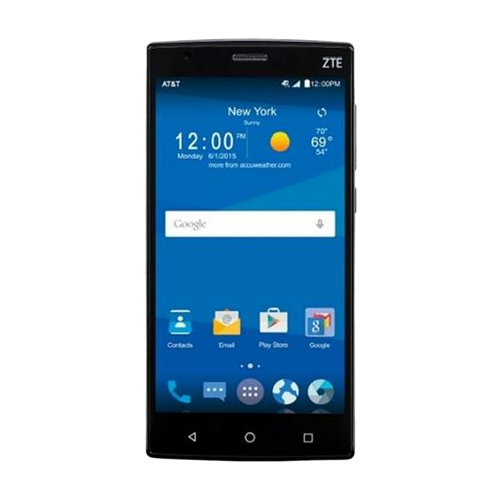 ZTE
AT&T 4G 12:00PM
New York
Sunny
12:00 PM
Monday 6/1/2015
more from accuweather.com
70°
69°
54°
Google
Contacts Email Play Store Google